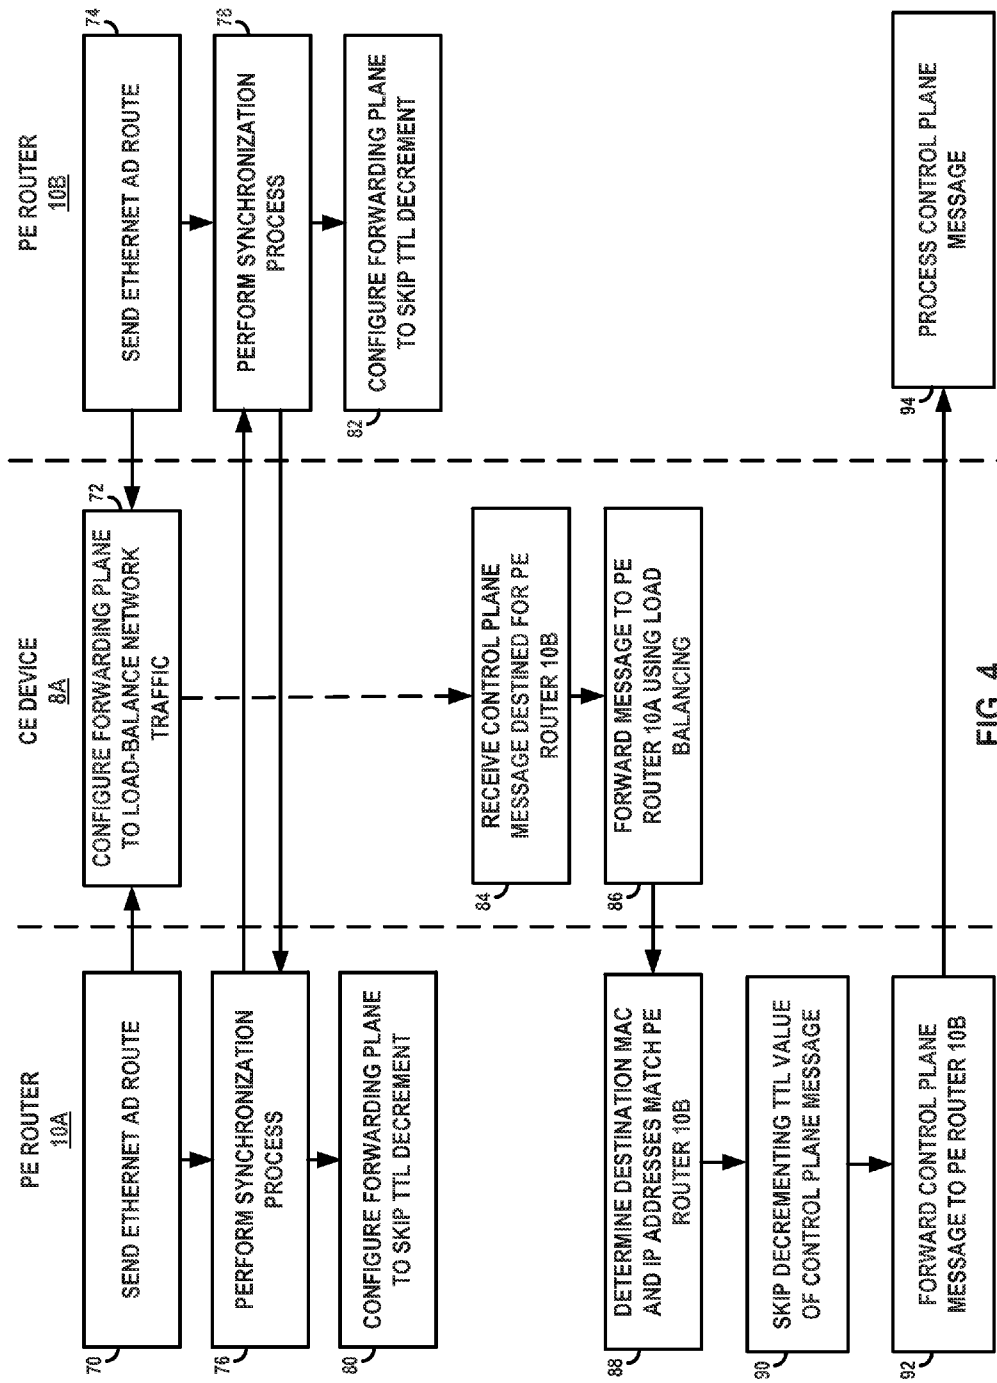 PE ROUTER
10A
CE DEVICE
8A
PE ROUTER
10B
70
SEND ETHERNET AD ROUTE
72
CONFIGURE FORWARDING PLANE
TO LOAD-BALANCE NETWORK
TRAFFIC
74
SEND ETHERNET AD ROUTE
76
PERFORM SYNCHRONIZATION
PROCESS
78
PERFORM SYNCHRONIZATION
PROCESS
80
CONFIGURE FORWARDING PLANE
TO SKIP TTL DECREMENT
82
CONFIGURE FORWARDING PLANE
TO SKIP TTL DECREMENT
84
RECEIVE CONTROL PLANE
MESSAGE DESTINED FOR PE
ROUTER 10B
86
FORWARD MESSAGE TO PE
ROUTER 10A USING LOAD
BALANCING
88
DETERMINE DESTINATION MAC
AND IP ADDRESSES MATCH PE
ROUTER 10B
90
SKIP DECREMENTING TTL VALUE
OF CONTROL PLANE MESSAGE
92
FORWARD CONTROL PLANE
MESSAGE TO PE ROUTER 10B
94
PROCESS CONTROL PLANE
MESSAGE
FIG. 4